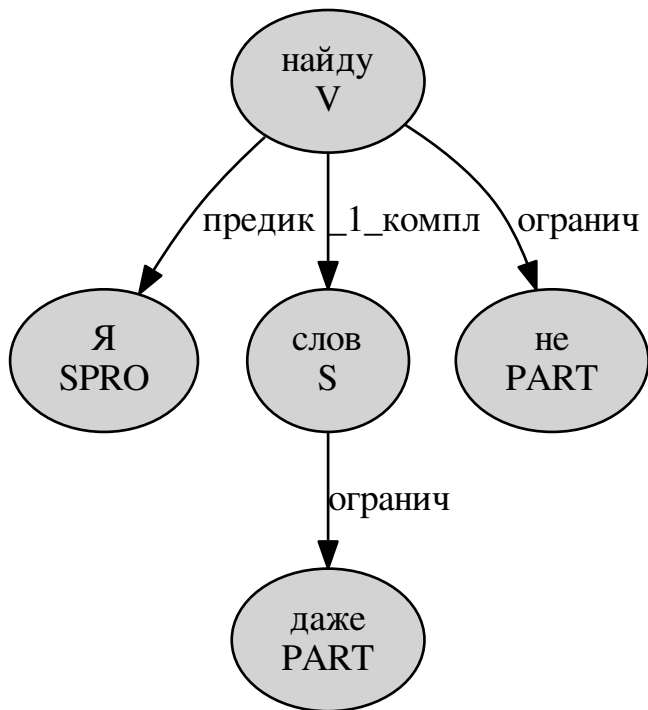 найду
V
предик
_1_компл
огранич
Я
SPRO
слов
S
не
PART
огранич
даже
PART